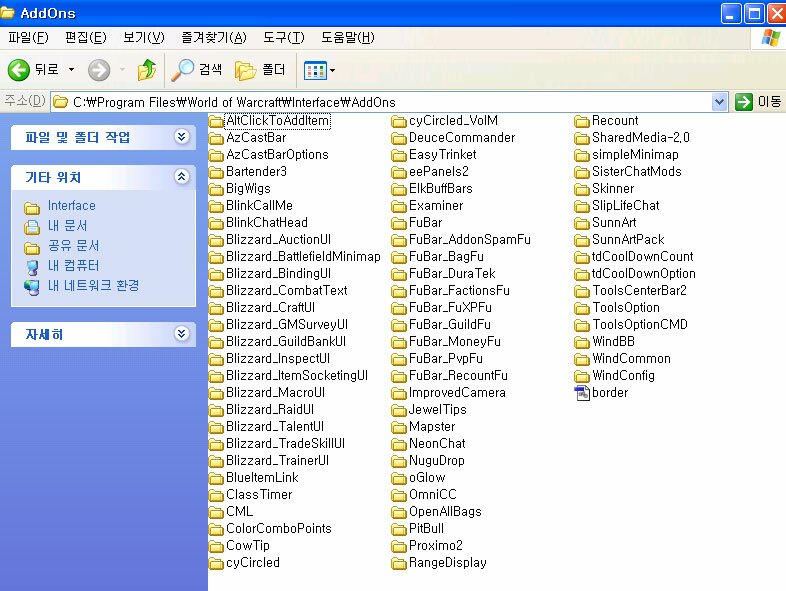 AddOns
파일(F) 편집(E) 보기(V) 즐겨찾기(A) 도구(T) 도움말(H)
뒤로 검색 폴더
주소(D) C:₩Program Files₩World of Warcraft₩Interface₩AddOns 이동
파일 및 폴더 작업
기타 위치
Interface
내 문서
공유 문서
내 컴퓨터
내 네트워크 환경
자세히
AltClickToAddItem
AzCastBar
AzCastBarOptions
Bartender3
BigWigs
BlinkCallMe
BlinkChatHead
Blizzard_AuctionUI
Blizzard_BattlefieldMinimap
Blizzard_BindingUI
Blizzard_CombatText
Blizzard_CraftUI
Blizzard_GMSurveyUI
Blizzard_GuildBankUI
Blizzard_InspectUI
Blizzard_ItemSocketingUI
Blizzard_MacroUI
Blizzard_RaidUI
Blizzard_TalentUI
Blizzard_TradeSkillUI
Blizzard_TrainerUI
BlueItemLink
ClassTimer
CML
ColorComboPoints
CowTip
cyCircled
cyCircled_VolM
DeuceCommander
EasyTrinket
eePanels2
ElkBuffBars
Examiner
FuBar
FuBar_AddonSpamFu
FuBar_BagFu
FuBar_DuraTek
FuBar_FactionsFu
FuBar_FuXPFu
FuBar_GuildFu
FuBar_MoneyFu
FuBar_PvpFu
FuBar_RecountFu
ImprovedCamera
JewelTips
Mapster
NeonChat
NuguDrop
oGlow
OmniCC
OpenAllBags
PitBull
Proximo2
RangeDisplay
Recount
SharedMedia-2.0
simpleMinimap
SisterChatMods
Skinner
SlipLifeChat
SunnArt
SunnArtPack
tdCoolDownCount
tdCoolDownOption
ToolsCenterBar2
ToolsOption
ToolsOptionCMD
WindBB
WindCommon
WindConfig
border